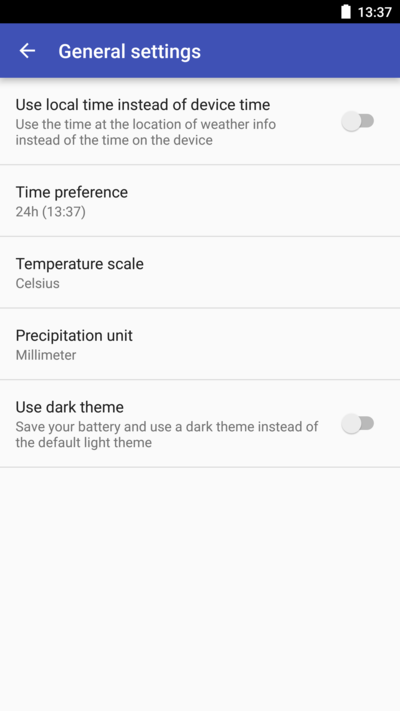 13:37
General settings
Use local time instead of device time
Use the time at the location of weather info
instead of the time on the device
Time preference
24h (13:37)
Temperature scale
Celsius
Precipitation unit
Millimeter
Use dark theme
Save your battery and use a dark theme instead of
the default light theme